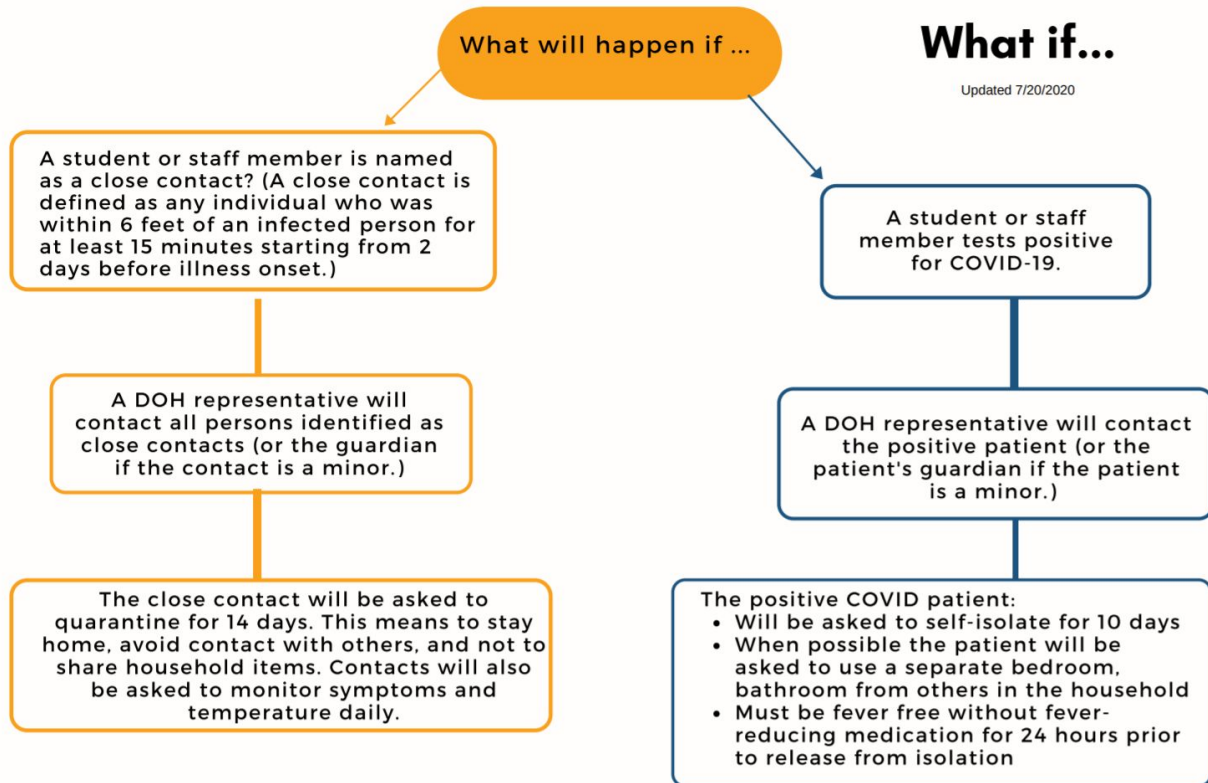 What will happen if ...
What if...
Updated 7/20/2020
A student or staff member is named
as a close contact? (A close contact is
defined as any individual who was
within 6 feet of an infected person for
at least 15 minutes starting from 2
days before illness onset.)
A DOH representative will
contact all persons identified as
close contacts (or the guardian
if the contact is a minor.)
The close contact will be asked to
quarantine for 14 days. This means to stay
home, avoid contact with others, and not to
share household items. Contacts will also
be asked to monitor symptoms and
temperature daily.
A student or staff
member tests positive
for COVID-19.
A DOH representative will contact
the positive patient (or the
patient's guardian if the patient
is a minor.)
The positive COVID patient:
• Will be asked to self-isolate for 10 days
• When possible the patient will be
asked to use a separate bedroom,
bathroom from others in the household
• Must be fever free without fever-
reducing medication for 24 hours prior
to release from isolation